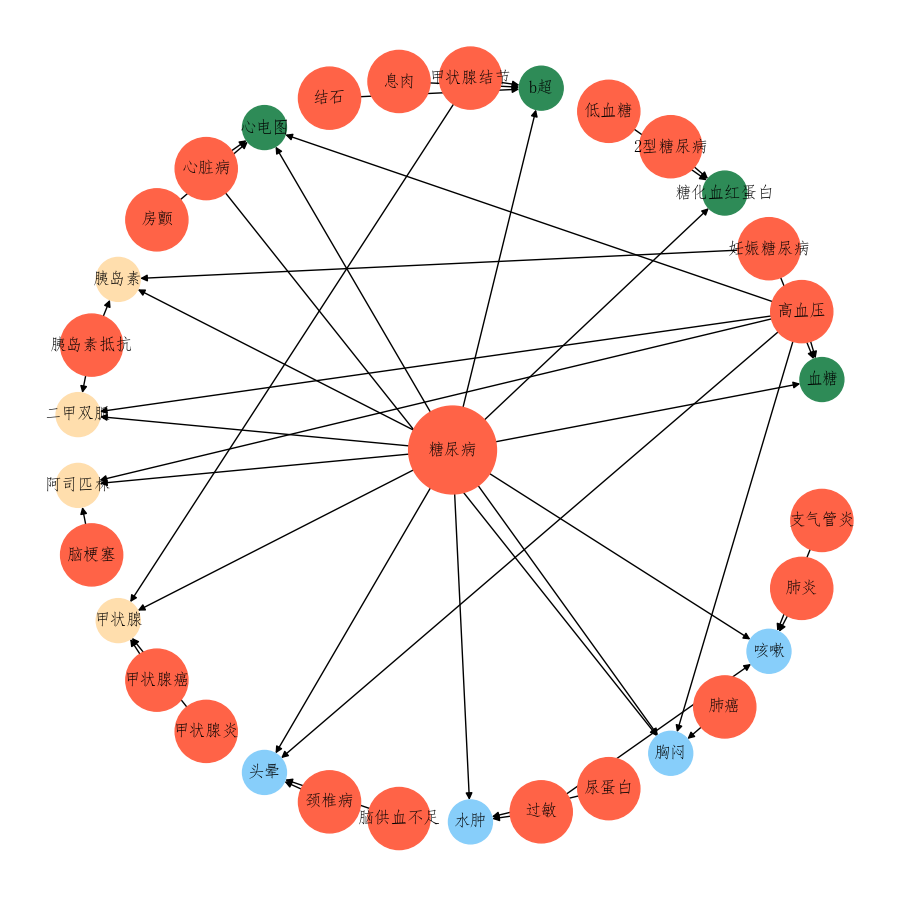 甲状腺结节
息肉
b超
结石
低血糖
心电图
2型糖尿病
心脏病
糖化血红蛋白
房颤
妊娠糖尿病
胰岛素
高血压
胰岛素抵抗
血糖
二甲双胍
糖尿病
阿司匹林
支气管炎
脑梗塞
肺炎
甲状腺
咳嗽
甲状腺癌
肺癌
甲状腺炎
胸闷
头晕
尿蛋白
颈椎病
过敏
脑供血不足
水肿